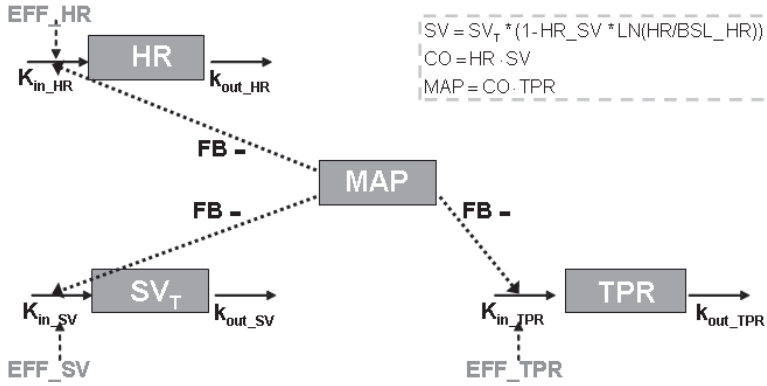 EFF_HR
HR
K_in_HR
k_out_HR
SV = SV_T *(1-HR_SV *LN(HR/BSL_HR))
CO = HR · SV
MAP = CO · TPR
FB -
MAP
FB -
FB -
SV_T
K_in_SV
k_out_SV
TPR
K_in_TPR
k_out_TPR
EFF_SV
EFF_TPR